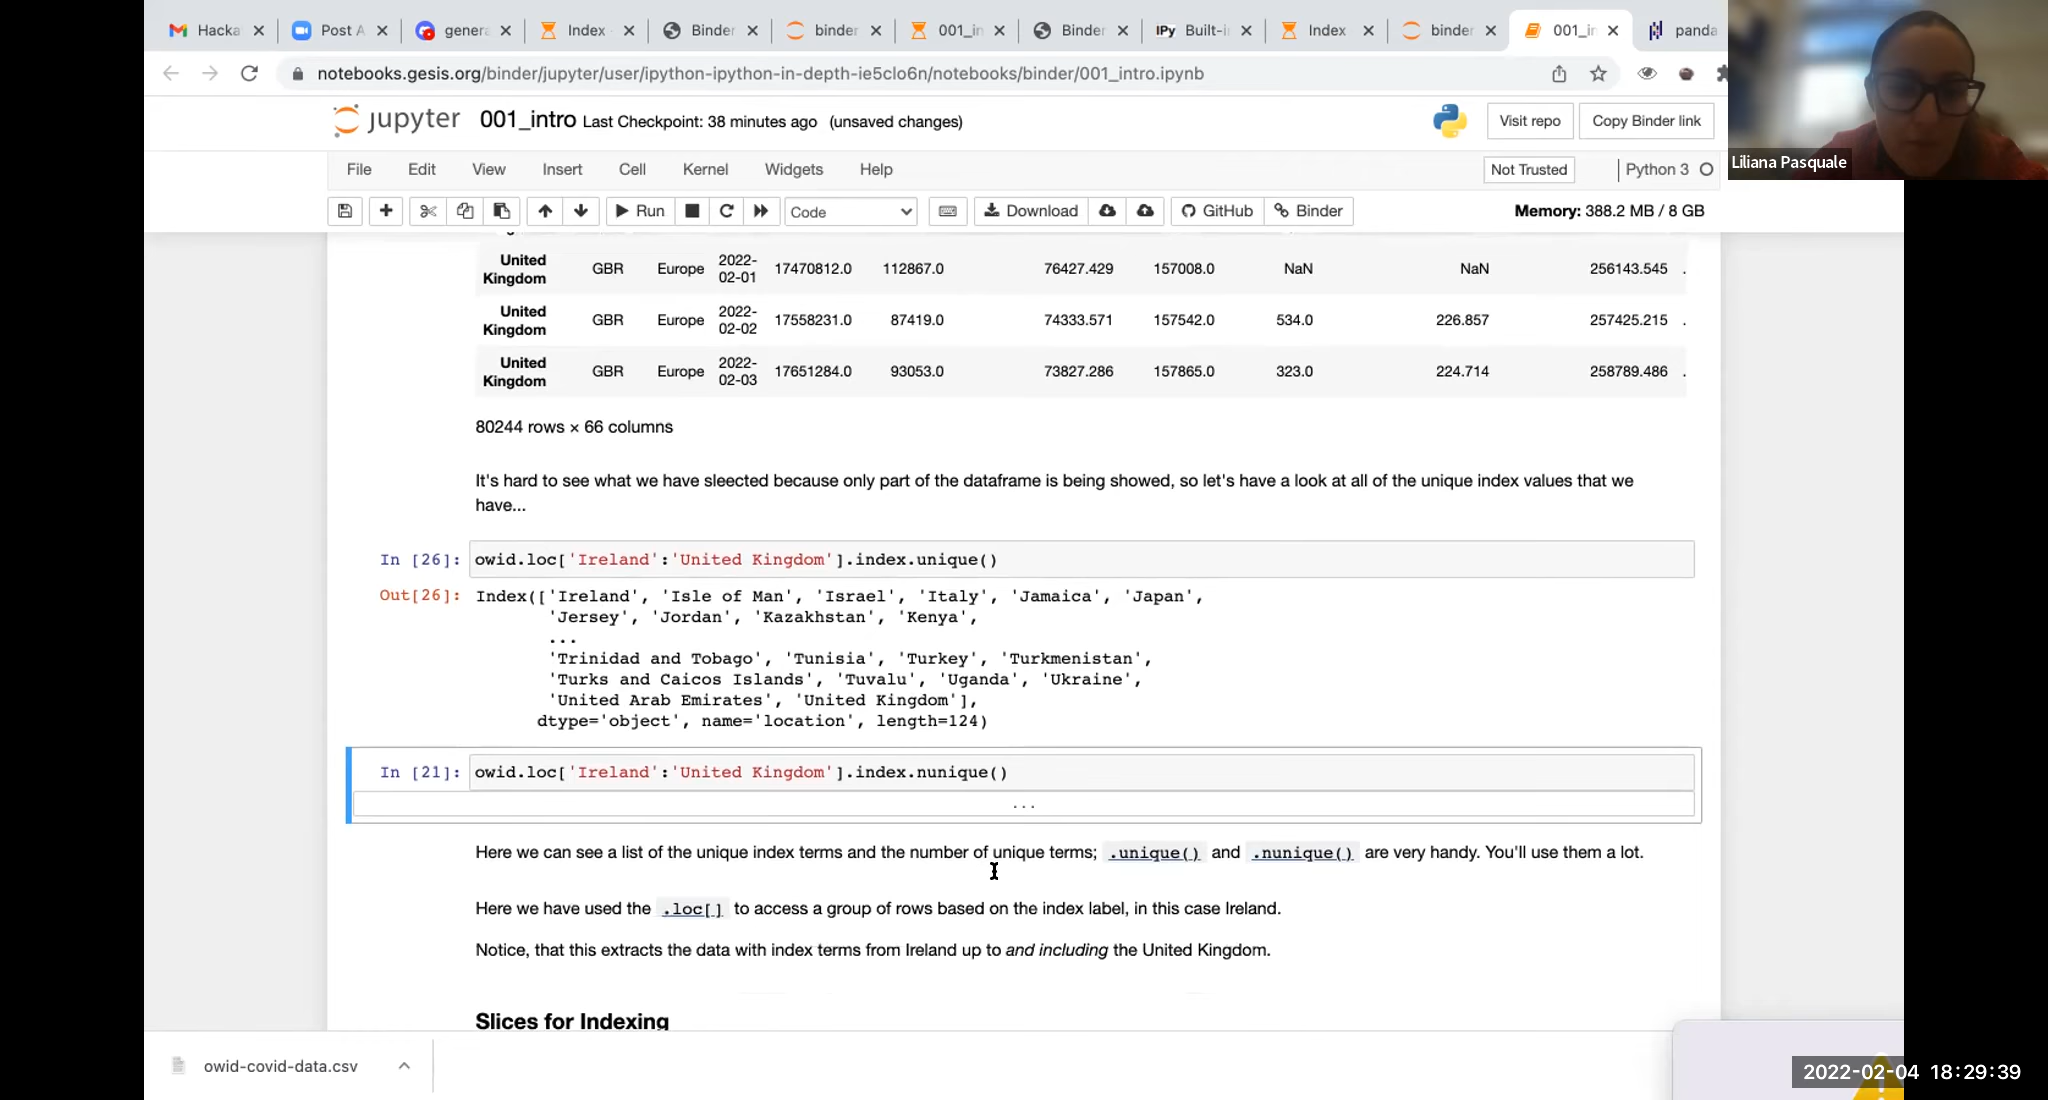 Hacka
Post A
genera
Index
Binder
binder
001_in
Binder
IPy Built-i
Index
binder
001_in
panda
notebooks.gesis.org/binder/jupyter/user/ipython-ipython-in-depth-ie5clo6n/notebooks/binder/001_intro.ipynb
Liliana Pasquale
jupyter 001_intro Last Checkpoint: 38 minutes ago (unsaved changes)
Visit repo
Copy Binder link
File Edit View Insert Cell Kernel Widgets Help
Not Trusted
Python 3
Run
Code
Download
GitHub
Binder
Memory: 388.2 MB / 8 GB
United Kingdom GBR Europe 2022-02-01 17470812.0 112867.0 76427.429 157008.0 NaN NaN 256143.545 .
United Kingdom GBR Europe 2022-02-02 17558231.0 87419.0 74333.571 157542.0 534.0 226.857 257425.215 .
United Kingdom GBR Europe 2022-02-03 17651284.0 93053.0 73827.286 157865.0 323.0 224.714 258789.486 .
80244 rows × 66 columns
It's hard to see what we have sleected because only part of the dataframe is being showed, so let's have a look at all of the unique index values that we
have...
In [26]: owid.loc['Ireland':'United Kingdom'].index.unique()
Out[26]: Index(['Ireland', 'Isle of Man', 'Israel', 'Italy', 'Jamaica', 'Japan',
'Jersey', 'Jordan', 'Kazakhstan', 'Kenya',
...
'Trinidad and Tobago', 'Tunisia', 'Turkey', 'Turkmenistan',
'Turks and Caicos Islands', 'Tuvalu', 'Uganda', 'Ukraine',
'United Arab Emirates', 'United Kingdom'],
dtype='object', name='location', length=124)
In [21]: owid.loc['Ireland':'United Kingdom'].index.nunique()
...
Here we can see a list of the unique index terms and the number of unique terms; .unique() and .nunique() are very handy. You'll use them a lot.
Here we have used the .loc[] to access a group of rows based on the index label, in this case Ireland.
Notice, that this extracts the data with index terms from Ireland up to and including the United Kingdom.
Slices for Indexing
owid-covid-data.csv
2022-02-04 18:29:39